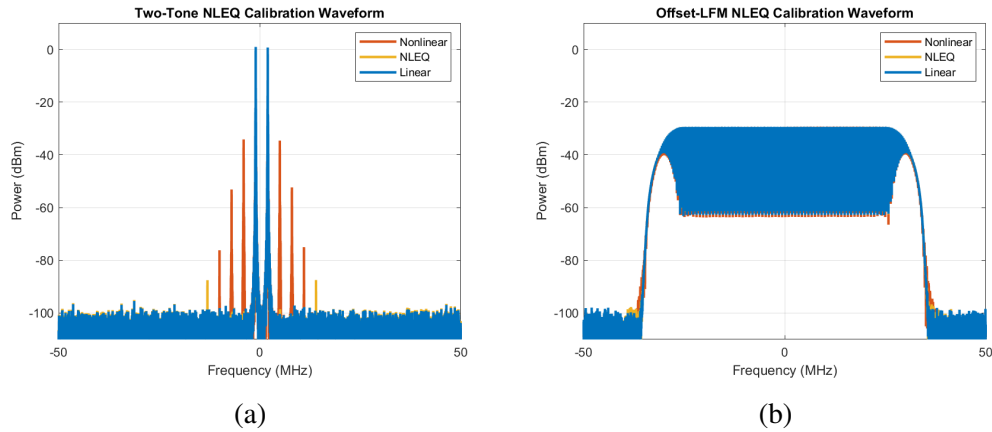 Two-Tone NLEQ Calibration Waveform
Nonlinear
NLEQ
Linear
0
-20
-40
-60
-80
-100
Power (dBm)
-50
0
50
Frequency (MHz)
(a)
Offset-LFM NLEQ Calibration Waveform
Nonlinear
NLEQ
Linear
0
-20
-40
-60
-80
-100
Power (dBm)
-50
0
50
Frequency (MHz)
(b)